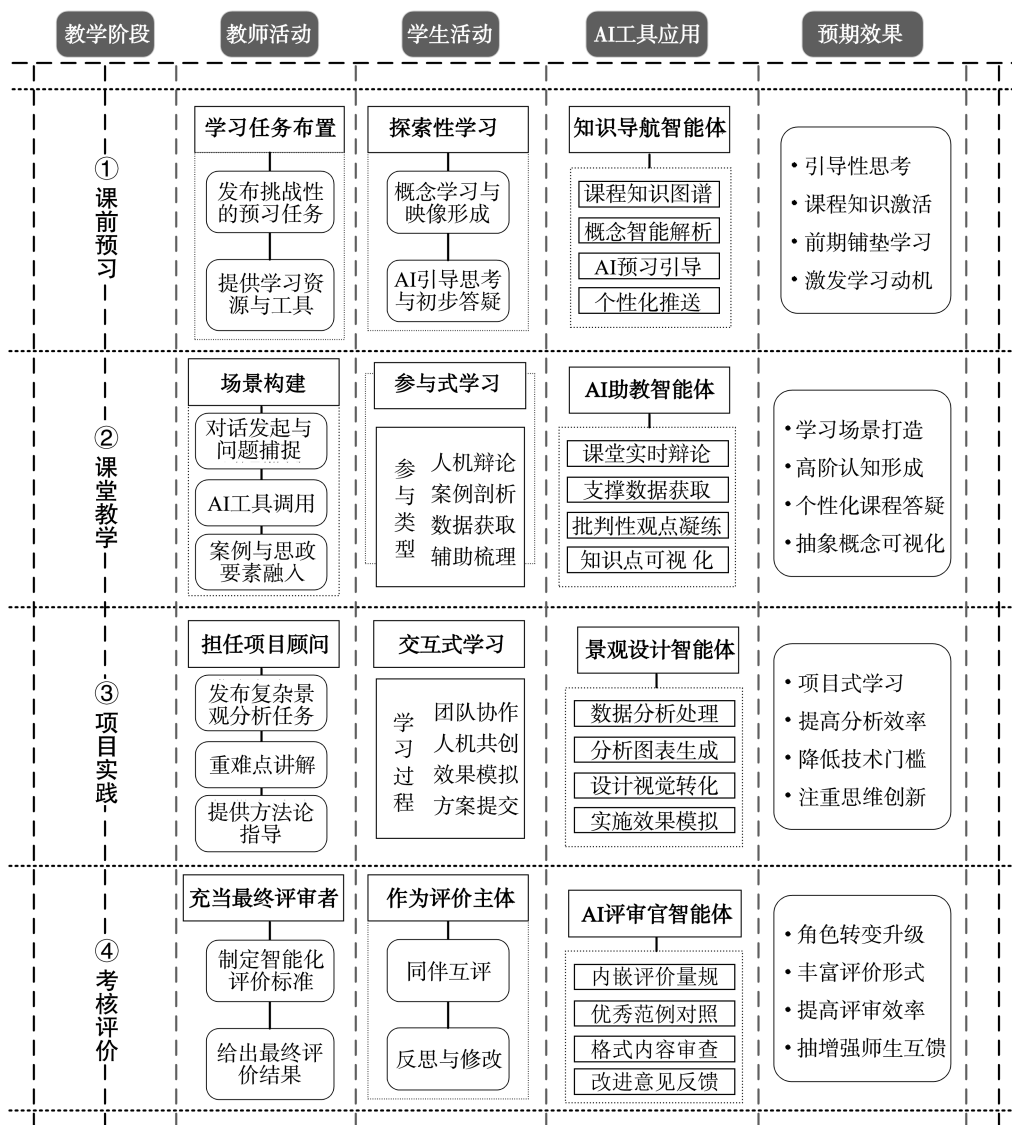 教学阶段
教师活动
学生活动
AI工具应用
预期效果
①
课
前
预
习
学习任务布置
发布挑战性
的预习任务
提供学习资
源与工具
探索性学习
概念学习与
映像形成
AI引导思考
与初步答疑
知识导航智能体
课程知识图谱
概念智能解析
AI预习引导
个性化推送
• 引导性思考
• 课程知识激活
• 前期铺垫学习
• 激发学习动机
②
课
堂
教
学
场景构建
对话发起与
问题捕捉
AI工具调用
案例与思政
要素融入
参与式学习
参
与
类
型
人机辩论
案例剖析
数据获取
辅助梳理
AI助教智能体
课堂实时辩论
支撑数据获取
批判性观点凝练
知识点可视 化
• 学习场景打造
• 高阶认知形成
• 个性化课程答疑
• 抽象概念可视化
③
项
目
实
践
担任项目顾问
发布复杂景
观分析任务
重难点讲解
提供方法论
指导
交互式学习
学
习
过
程
团队协作
人机共创
效果模拟
方案提交
景观设计智能体
数据分析处理
分析图表生成
设计视觉转化
实施效果模拟
• 项目式学习
• 提高分析效率
• 降低技术门槛
• 注重思维创新
④
考
核
评
价
充当最终评审者
制定智能化
评价标准
给出最终评
价结果
作为评价主体
同伴互评
反思与修改
AI评审官智能体
内嵌评价量规
优秀范例对照
格式内容审查
改进意见反馈
• 角色转变升级
• 丰富评价形式
• 提高评审效率
• 抽增强师生互馈